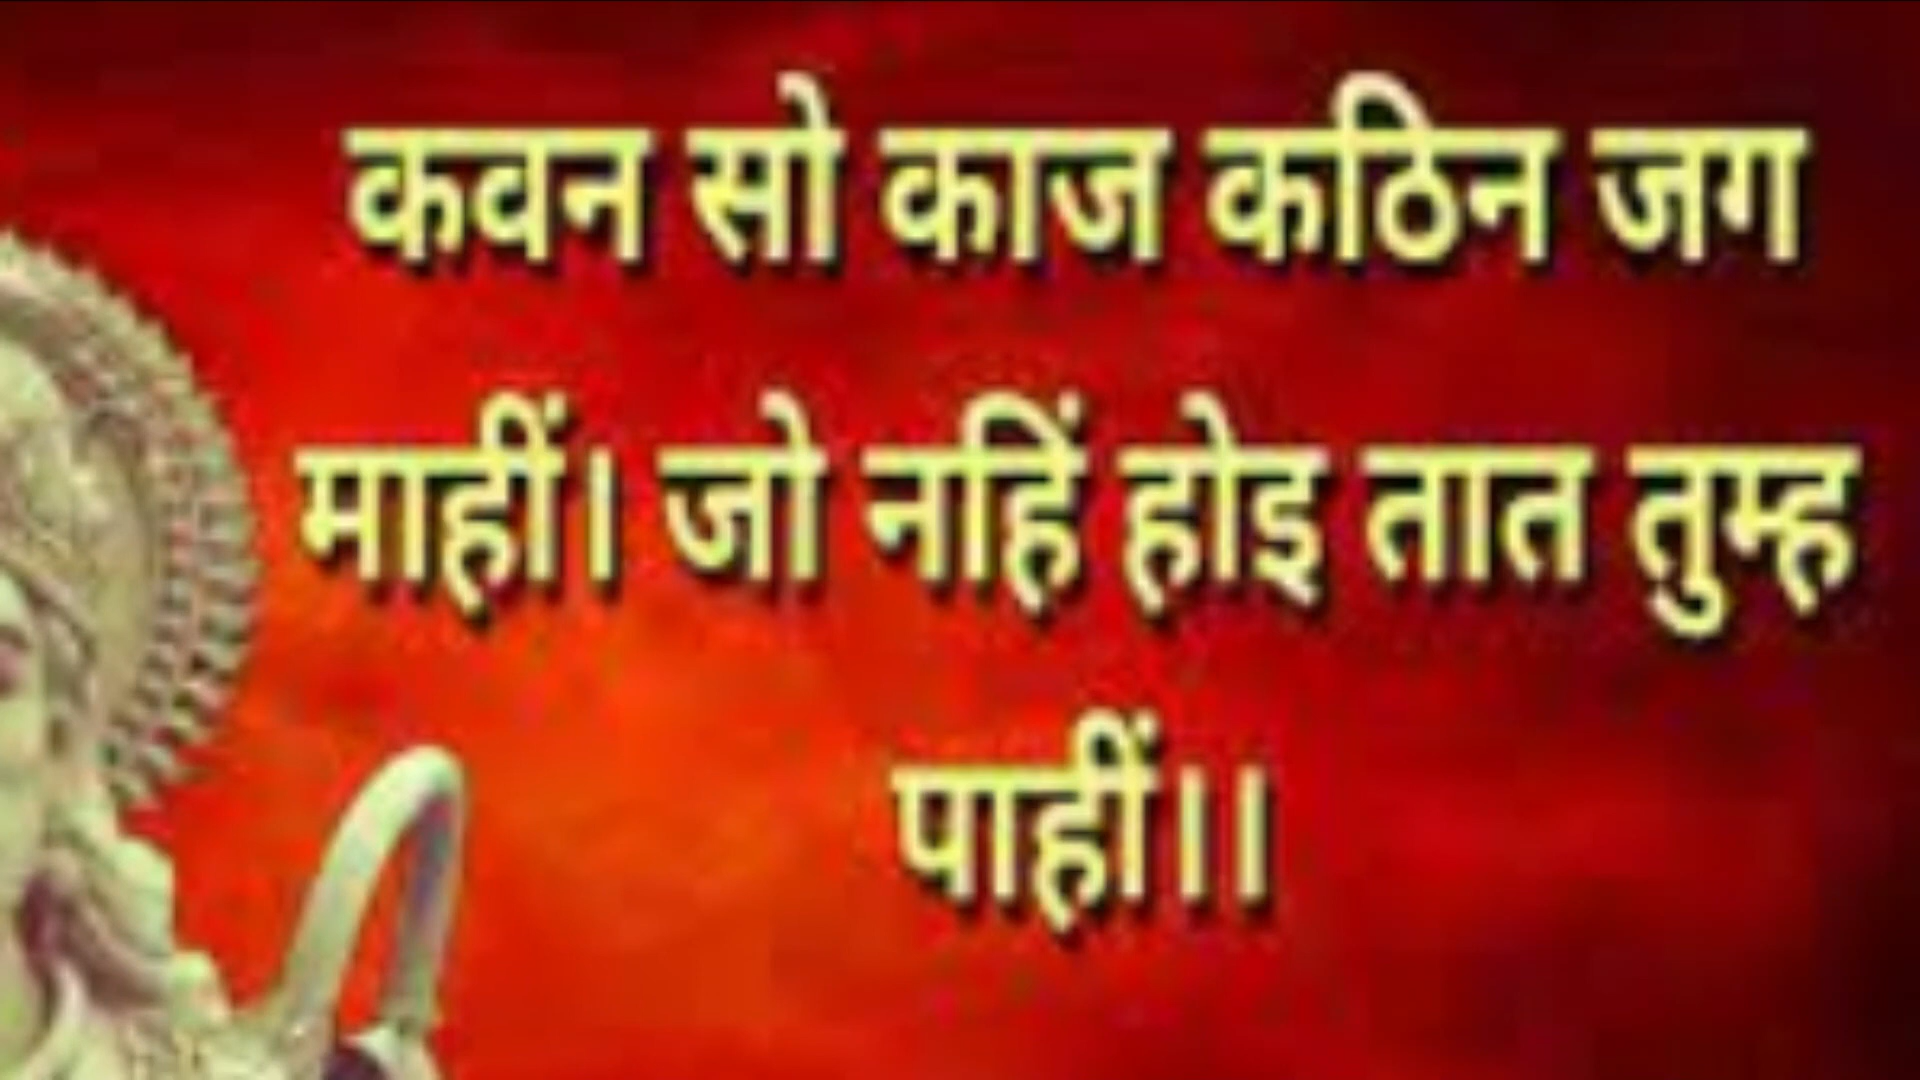 कवन सो काज कठिन जग
माहीं। जो नहिं होइ तात तुम्ह
पाहीं।।